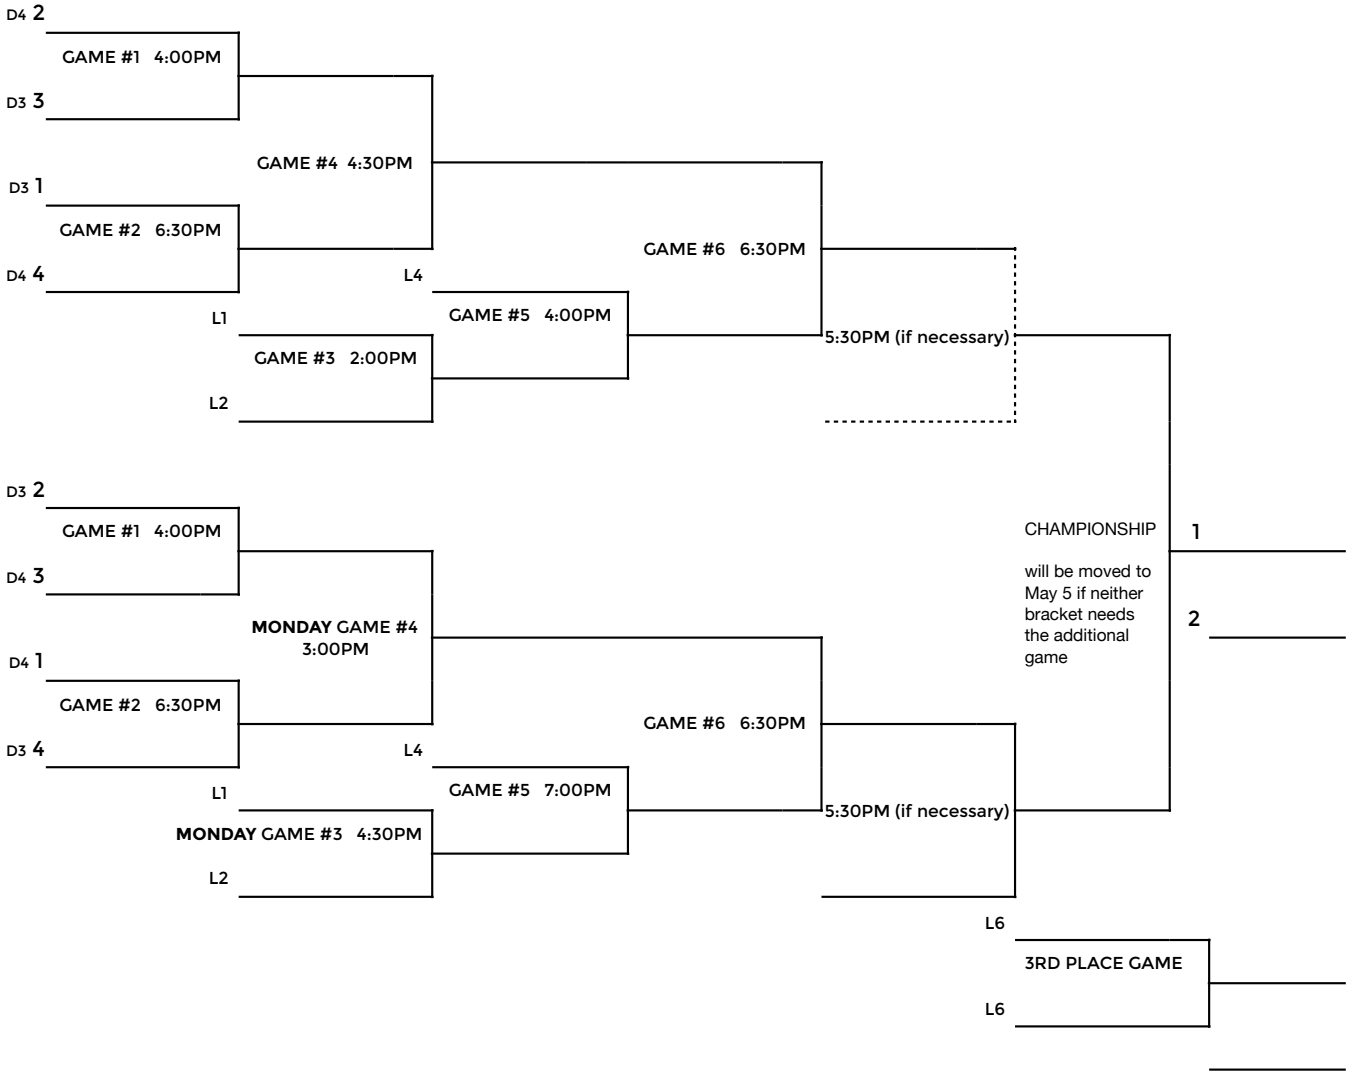 D4 2
GAME #1 4:00PM
D3 3
GAME #4 4:30PM
D3 1
GAME #2 6:30PM
GAME #6 6:30PM
D4 4
L4
L1
GAME #5 4:00PM
5:30PM (if necessary)
GAME #3 2:00PM
L2
D3 2
GAME #1 4:00PM
CHAMPIONSHIP
1
will be moved to
May 5 if neither
bracket needs
the additional
game
2
D4 3
MONDAY GAME #4
3:00PM
D4 1
GAME #2 6:30PM
GAME #6 6:30PM
D3 4
L4
L1
GAME #5 7:00PM
5:30PM (if necessary)
MONDAY GAME #3 4:30PM
L2
L6
3RD PLACE GAME
L6